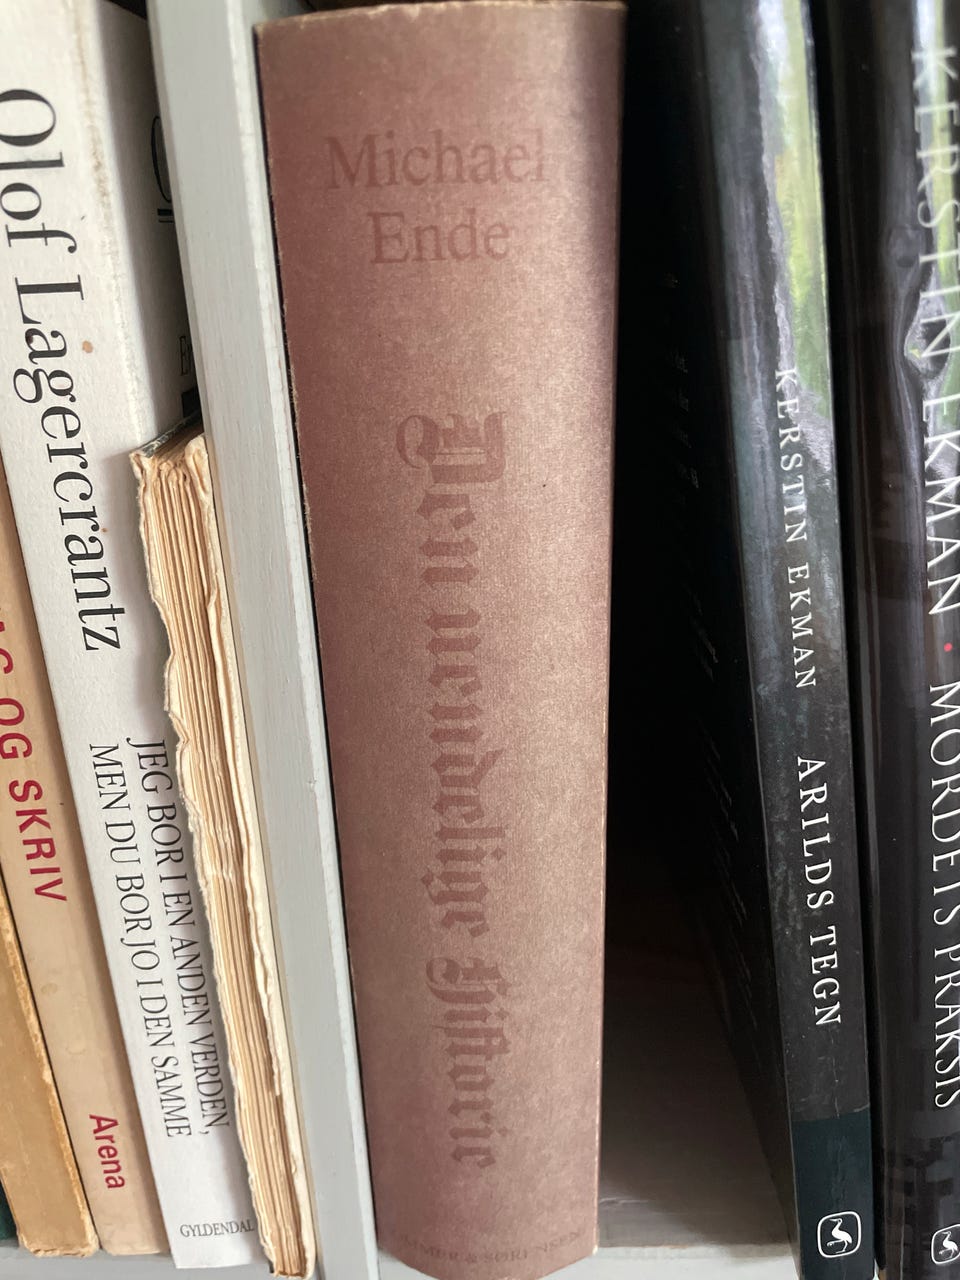 OG SKRIV
Arena
Olof Lagercrantz
JEG BOR I EN ANDEN VERDEN,
MEN DU BOR JO I DEN SAMME
GYLDENDAL
Michael
Ende
Den uendelige Historie
& SØRENSEN
KERSTIN EKMAN ARILDS TEGN
KERSTIN EKMAN · MORDETS PRAKSIS